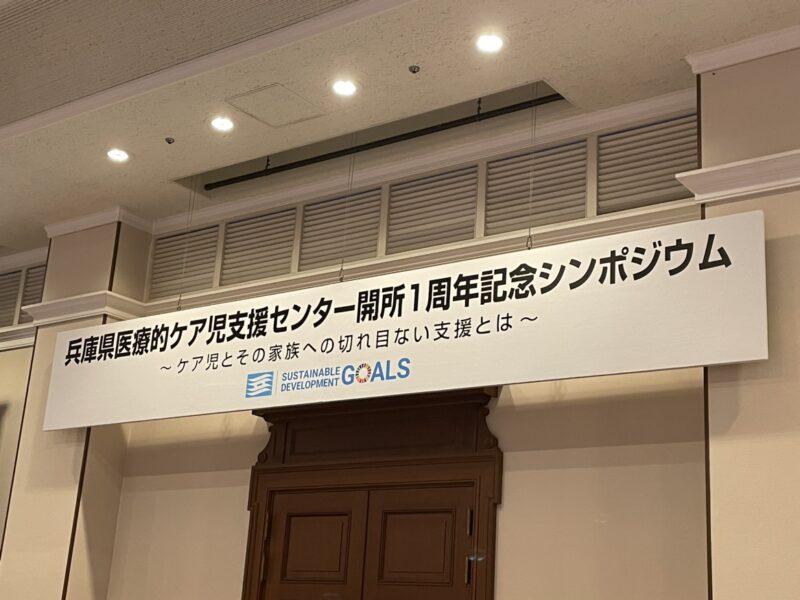 兵庫県医療的ケア児支援センター開所1周年記念シンポジウム
～ケア児とその家族への切れ目ない支援とは～
SUSTAINABLE
DEVELOPMENT GOALS